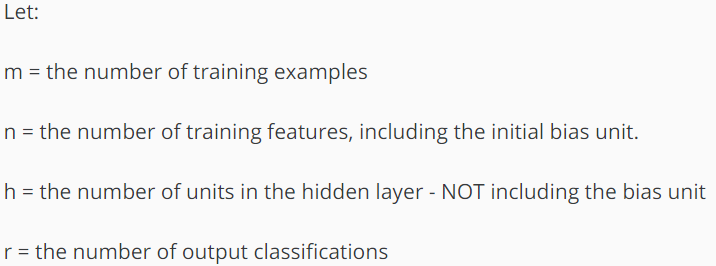 Let:
m = the number of training examples
n = the number of training features, including the initial bias unit.
h = the number of units in the hidden layer - NOT including the bias unit
r = the number of output classifications